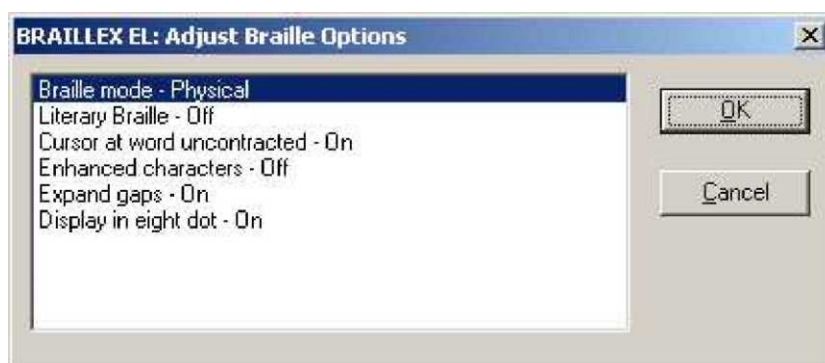 BRAILLEX EL: Adjust Braille Options
Braille mode - Physical
Literary Braille - Off
Cursor at word uncontracted - On
Enhanced characters - Off
Expand gaps - On
Display in eight dot - On
OK
Cancel